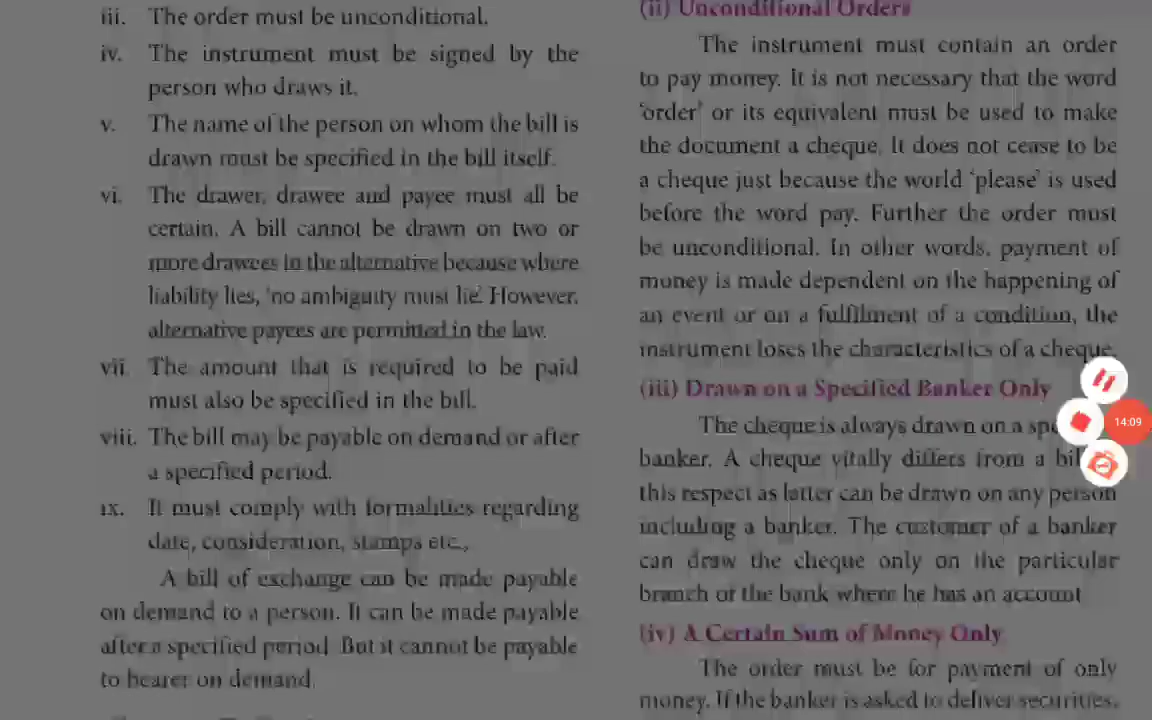 iii. The order must be unconditional.
iv. The instrument must be signed by the
person who draws it.
v. The name of the person on whom the bill is
drawn must be specified in the bill itself.
vi. The drawer, drawee and payee must all be
certain. A bill cannot be drawn on two or
more drawees in the alternative because where
liability lies, 'no ambiguity must lie'. However,
alternative payees are permitted in the law.
vii. The amount that is required to be paid
must also be specified in the bill.
viii. The bill may be payable on demand or after
a specified period.
ix. It must comply with formalities regarding
date, consideration, stamps etc.,
A bill of exchange can be made payable
on demand to a person. It can be made payable
after a specified period. But it cannot be payable
to bearer on demand.
(ii) Unconditional Orders
The instrument must contain an order
to pay money. It is not necessary that the word
'order' or its equivalent must be used to make
the document a cheque. It does not cease to be
a cheque just because the world 'please' is used
before the word pay. Further the order must
be unconditional. In other words, payment of
money is made dependent on the happening of
an event or on a fulfilment of a condition, the
instrument loses the characteristics of a cheque.
(iii) Drawn on a Specified Banker Only
The cheque is always drawn on a
banker. A cheque vitally differs from a
this respect as latter can be drawn on any person
including a banker. The customer of a banker
can draw the cheque only on the particular
branch of the bank where he has an account
(iv) A Certain Sum of Money Only
The order must be for payment of only
money. If the banker is asked to deliver securities,
14:09